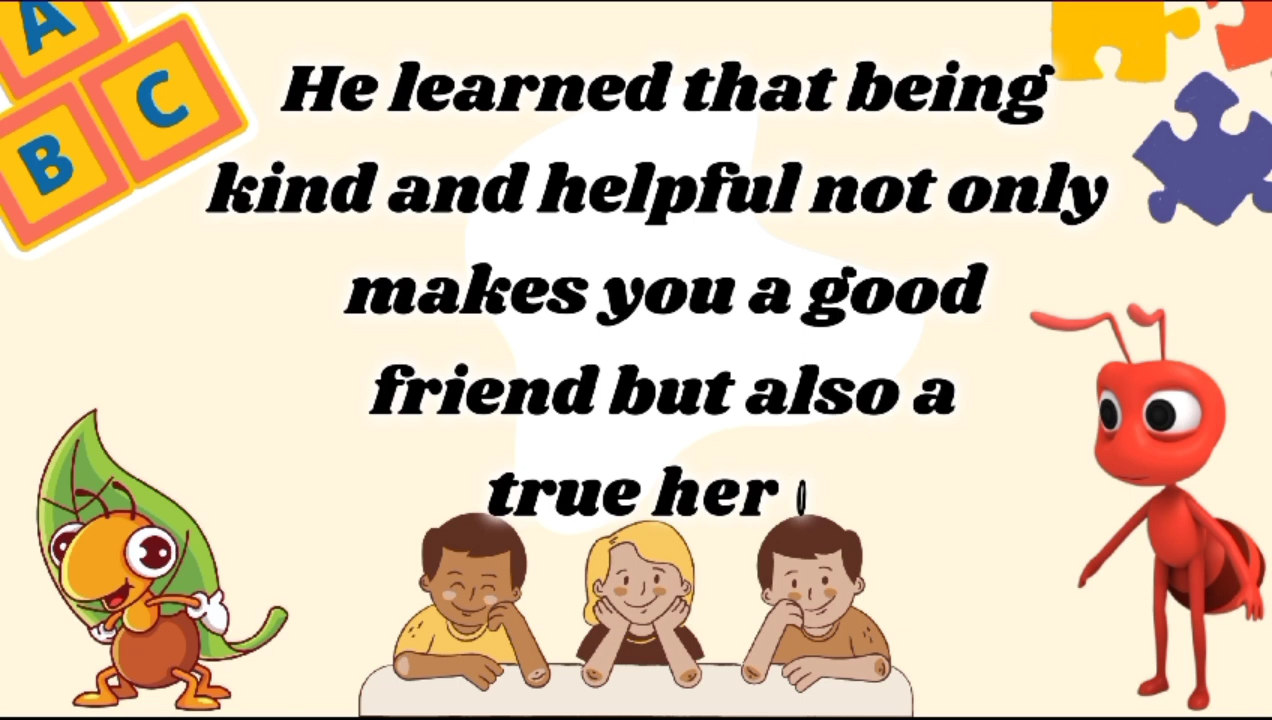 A
B C
He learned that being
kind and helpful not only
makes you a good
friend but also a
true her